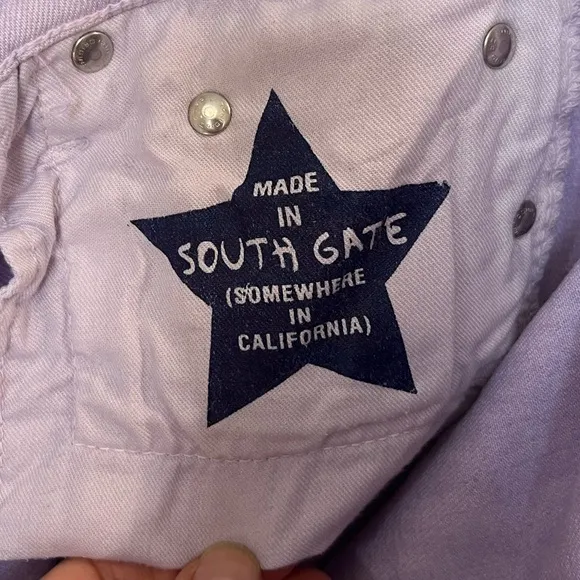 MADE
IN
SOUTH GATE
(SOMEWHERE
IN
CALIFORNIA)